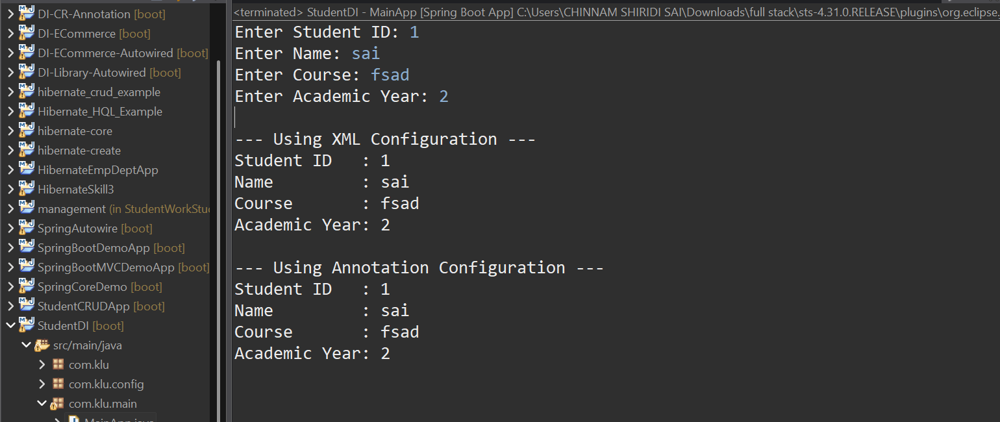 DI-CR-Annotation [boot]
DI-ECommerce [boot]
DI-ECommerce-Autowired [boot]
DI-Library-Autowired [boot]
hibernate_crud_example
Hibernate_HQL_Example
hibernate-core
hibernate-create
HibernateEmpDeptApp
HibernateSkill3
management (in StudentWorkStu
SpringAutowire [boot]
SpringBootDemoApp [boot]
SpringBootMVCDemoApp [boot]
SpringCoreDemo [boot]
StudentCRUDApp [boot]
StudentDI [boot]
src/main/java
com.klu
com.klu.config
com.klu.main
MainApp.java
<terminated> StudentDI - MainApp [Spring Boot App] C:\Users\CHINNAM SHIRIDI SAI\Downloads\full stack\sts-4.31.0.RELEASE\plugins\org.eclipse.
Enter Student ID: 1
Enter Name: sai
Enter Course: fsad
Enter Academic Year: 2
--- Using XML Configuration ---
Student ID   : 1
Name         : sai
Course       : fsad
Academic Year: 2
--- Using Annotation Configuration ---
Student ID   : 1
Name         : sai
Course       : fsad
Academic Year: 2